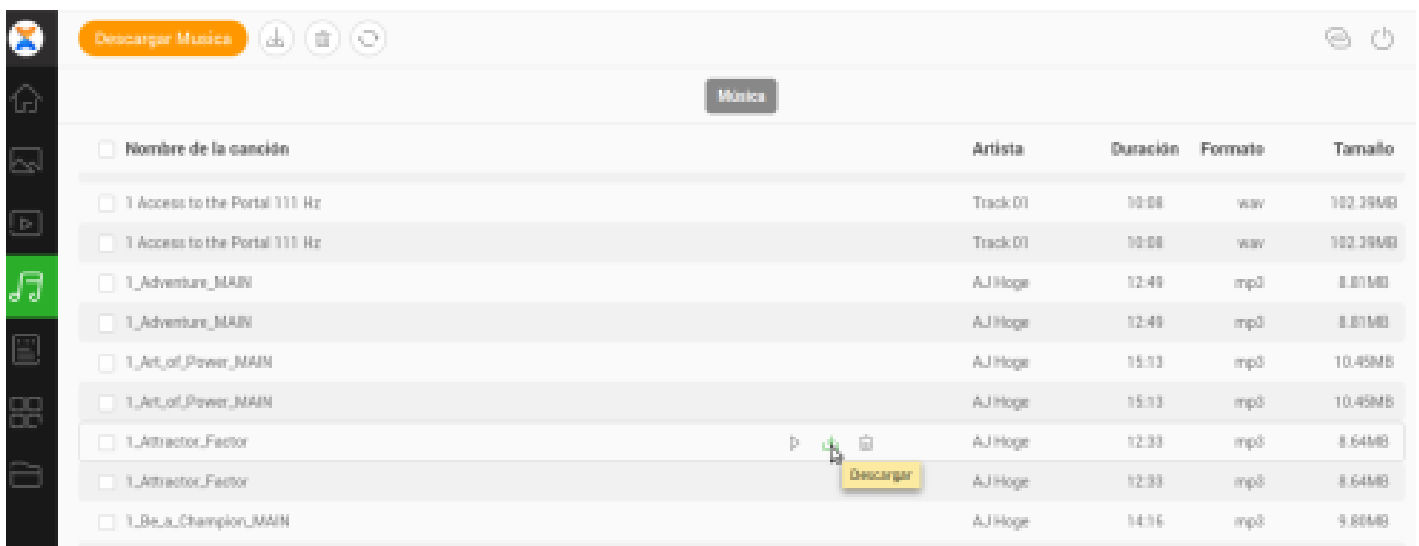 Descargar Musica
Música
Nombre de la canción Artista Duración Formato Tamaño
1 Access to the Portal 111 Hz Track 01 10:08 wav 102.39MB
1 Access to the Portal 111 Hz Track 01 10:08 wav 102.39MB
1_Adventure_MAIN AJ Hoge 12:49 mp3 8.81MB
1_Adventure_MAIN AJ Hoge 12:49 mp3 8.81MB
1_Art_of_Power_MAIN AJ Hoge 15:13 mp3 10.45MB
1_Art_of_Power_MAIN AJ Hoge 15:13 mp3 10.45MB
1_Attractor_Factor AJ Hoge 12:33 mp3 8.64MB
Descargar
1_Attractor_Factor AJ Hoge 12:33 mp3 8.64MB
1_Be_a_Champion_MAIN AJ Hoge 14:16 mp3 9.80MB